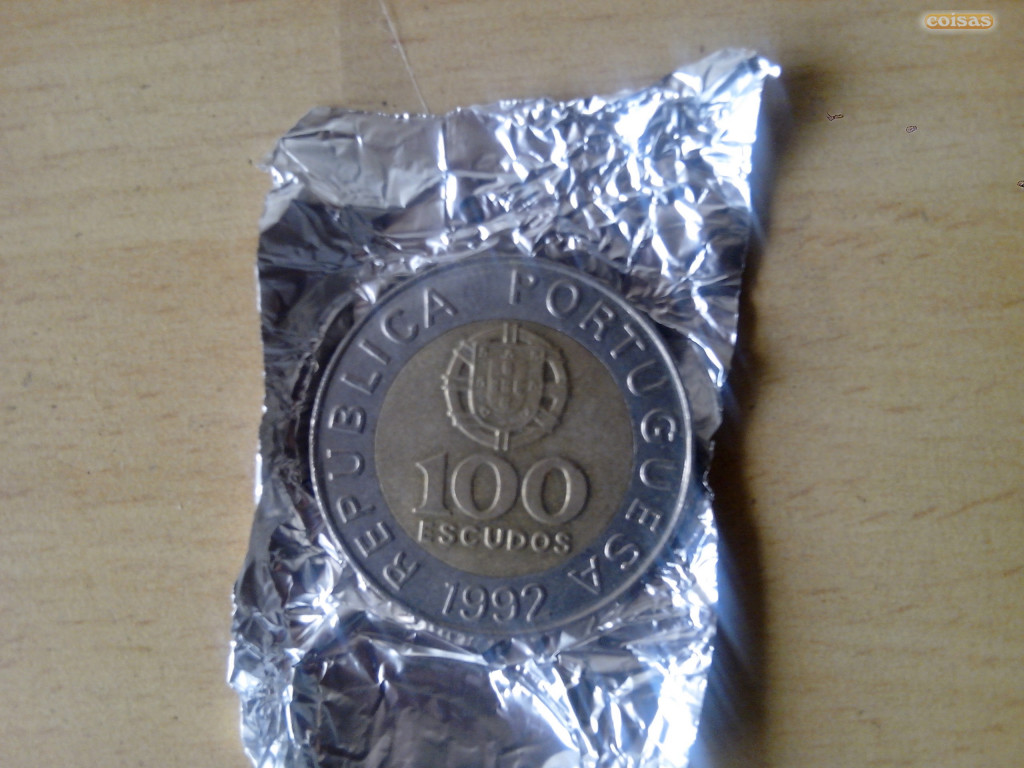 coisas
REPUBLICA PORTUGUESA
100
ESCUDOS
1992